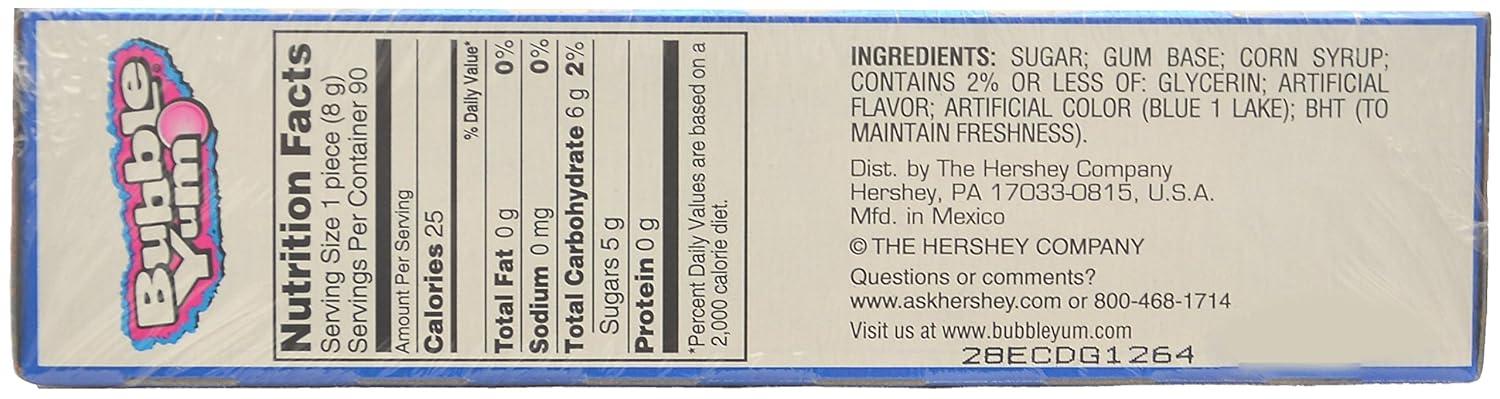 Bubble
Yum
Nutrition Facts
Serving Size 1 piece (8 g)
Servings Per Container 90
Amount Per Serving
Calories 25
% Daily Value*
Total Fat 0 g 0%
Sodium 0 mg 0%
Total Carbohydrate 6 g 2%
Sugars 5 g
Protein 0 g
*Percent Daily Values are based on a
2,000 calorie diet.
INGREDIENTS: SUGAR; GUM BASE; CORN SYRUP;
CONTAINS 2% OR LESS OF: GLYCERIN; ARTIFICIAL
FLAVOR; ARTIFICIAL COLOR (BLUE 1 LAKE); BHT (TO
MAINTAIN FRESHNESS).
Dist. by The Hershey Company
Hershey, PA 17033-0815, U.S.A.
Mfd. in Mexico
© THE HERSHEY COMPANY
Questions or comments?
www.askhershey.com or 800-468-1714
Visit us at www.bubbleyum.com
28ECDG1264